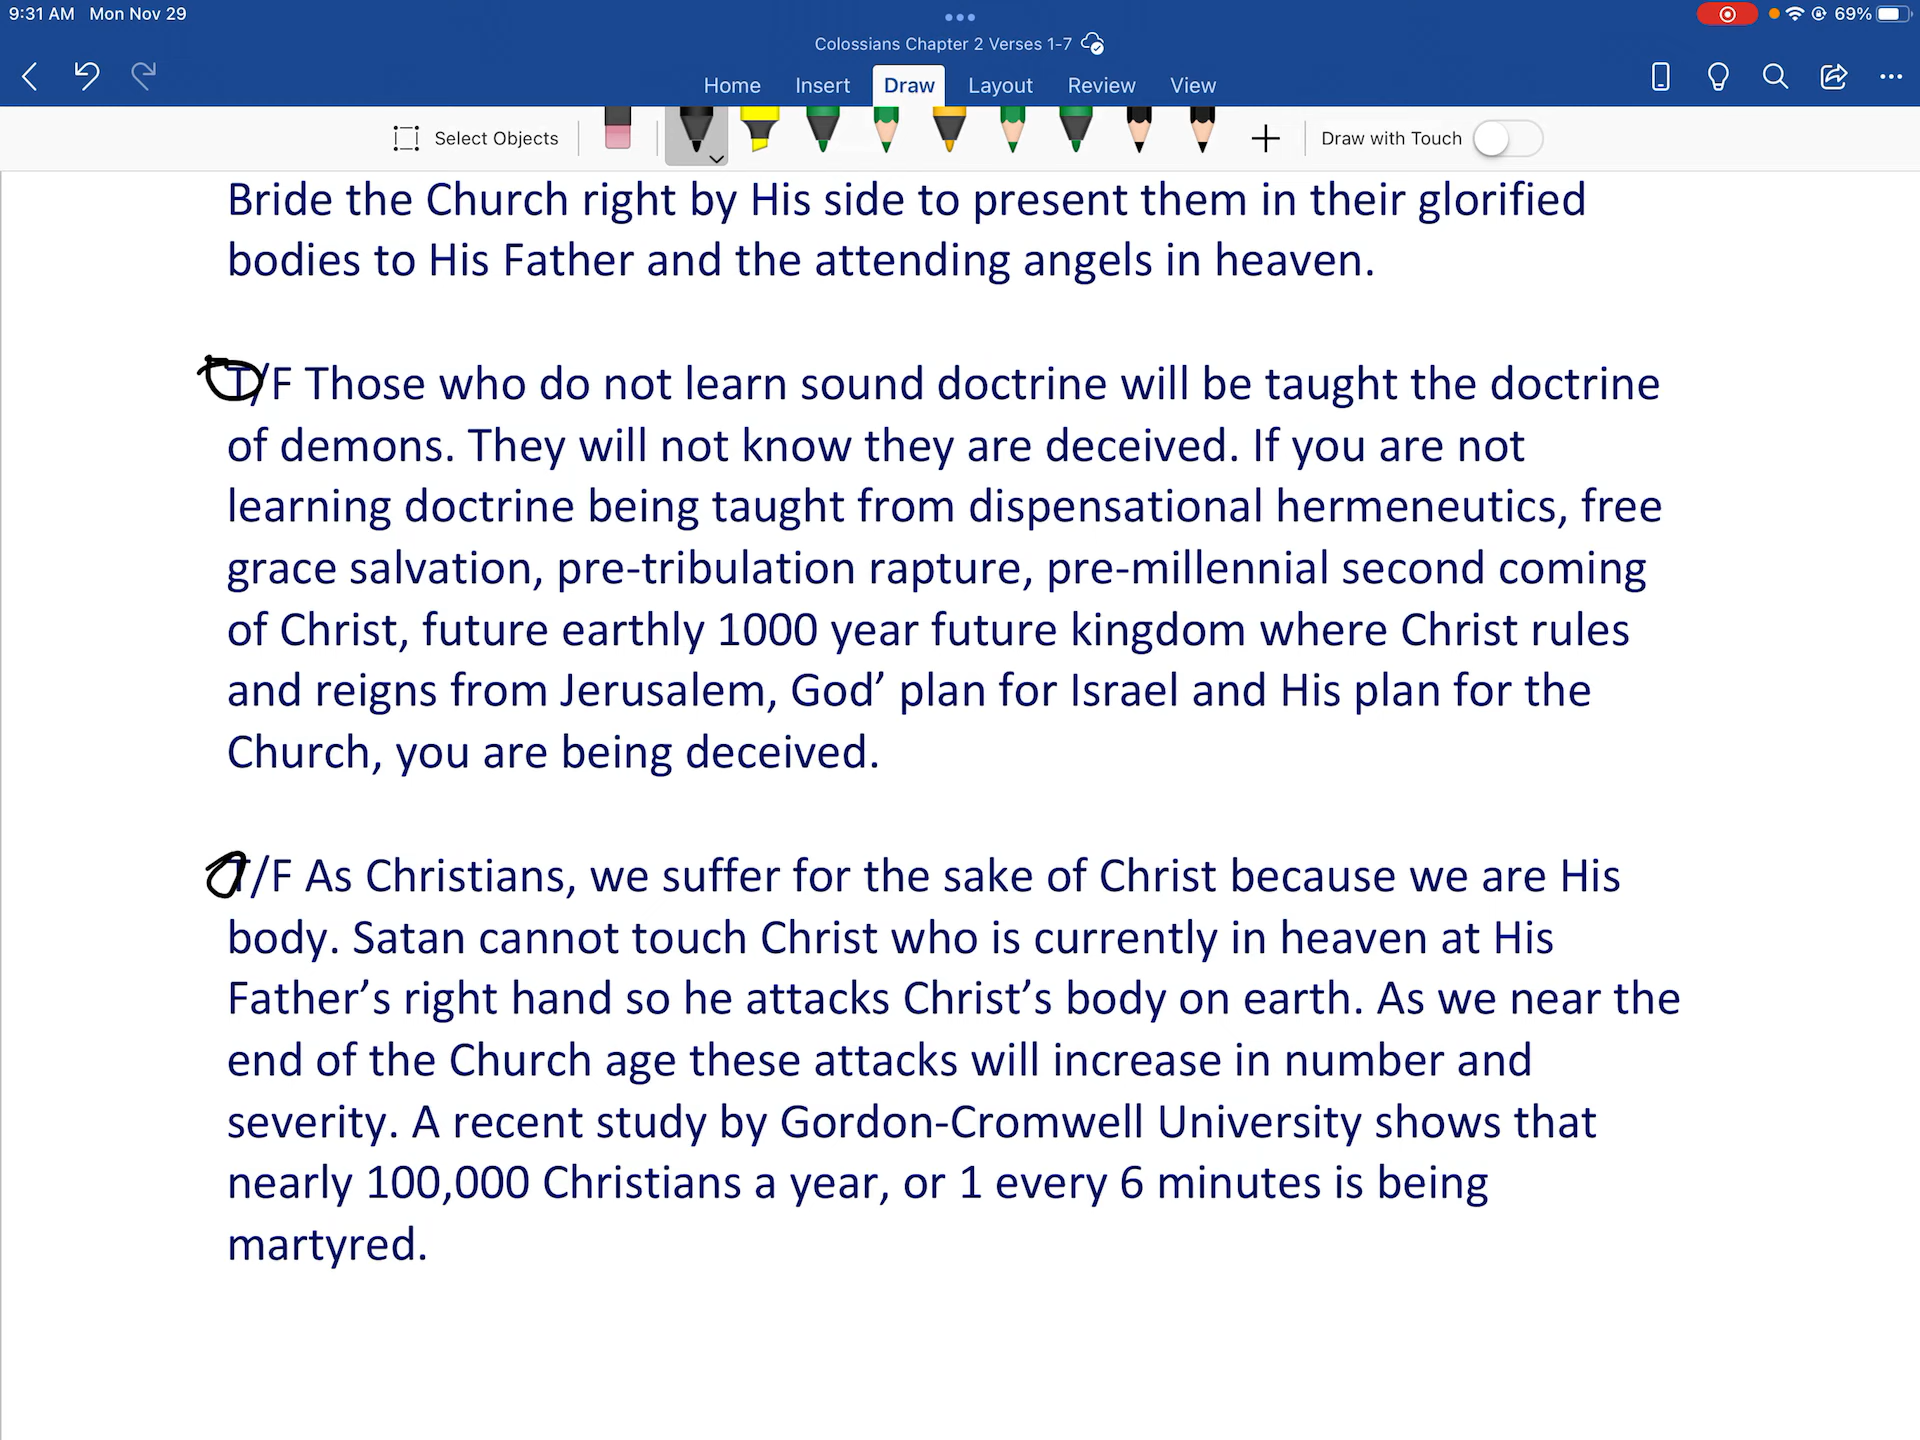 9:31 AM Mon Nov 29
69%
Colossians Chapter 2 Verses 1-7
Home Insert Draw Layout Review View
Select Objects
Draw with Touch
Bride the Church right by His side to present them in their glorified
bodies to His Father and the attending angels in heaven.
T/F Those who do not learn sound doctrine will be taught the doctrine
of demons. They will not know they are deceived. If you are not
learning doctrine being taught from dispensational hermeneutics, free
grace salvation, pre-tribulation rapture, pre-millennial second coming
of Christ, future earthly 1000 year future kingdom where Christ rules
and reigns from Jerusalem, God’ plan for Israel and His plan for the
Church, you are being deceived.
T/F As Christians, we suffer for the sake of Christ because we are His
body. Satan cannot touch Christ who is currently in heaven at His
Father’s right hand so he attacks Christ’s body on earth. As we near the
end of the Church age these attacks will increase in number and
severity. A recent study by Gordon-Cromwell University shows that
nearly 100,000 Christians a year, or 1 every 6 minutes is being
martyred.